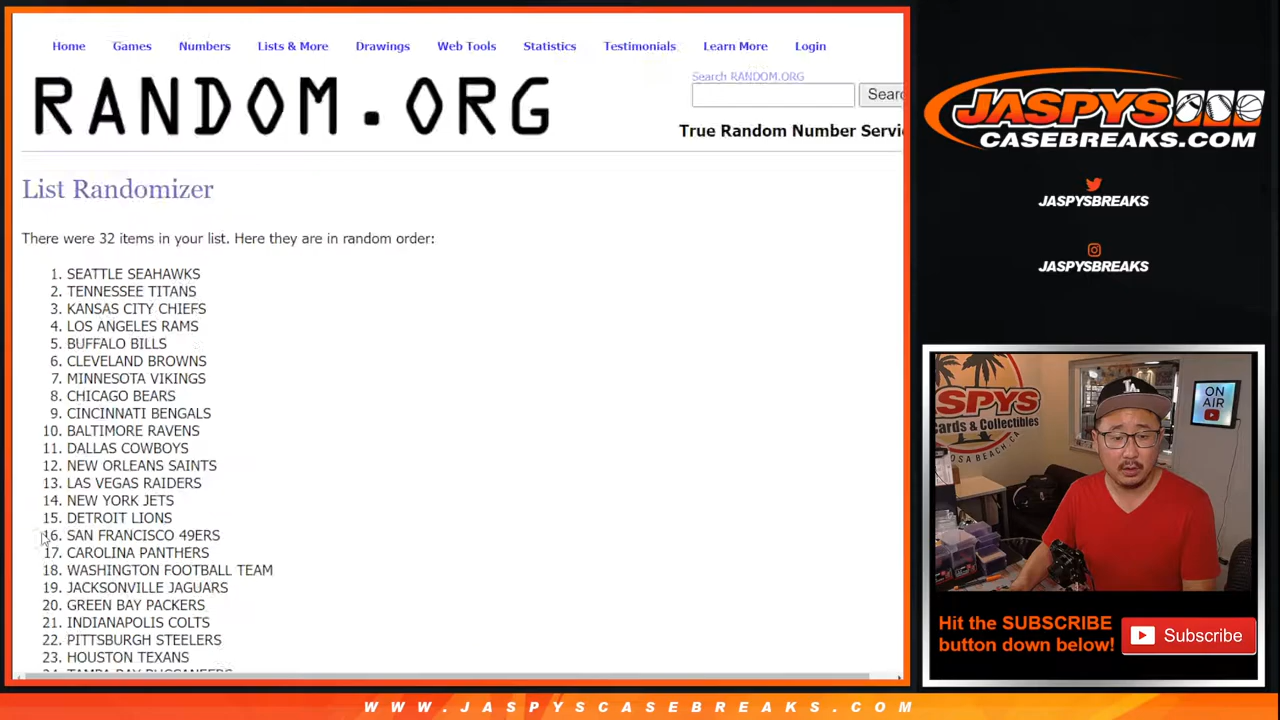 Home Games Numbers Lists & More Drawings Web Tools Statistics Testimonials Learn More Login
RANDOM.ORG
Search RANDOM.ORG
Searc
True Random Number Servi
List Randomizer
There were 32 items in your list. Here they are in random order:
1. SEATTLE SEAHAWKS
2. TENNESSEE TITANS
3. KANSAS CITY CHIEFS
4. LOS ANGELES RAMS
5. BUFFALO BILLS
6. CLEVELAND BROWNS
7. MINNESOTA VIKINGS
8. CHICAGO BEARS
9. CINCINNATI BENGALS
10. BALTIMORE RAVENS
11. DALLAS COWBOYS
12. NEW ORLEANS SAINTS
13. LAS VEGAS RAIDERS
14. NEW YORK JETS
15. DETROIT LIONS
16. SAN FRANCISCO 49ERS
17. CAROLINA PANTHERS
18. WASHINGTON FOOTBALL TEAM
19. JACKSONVILLE JAGUARS
20. GREEN BAY PACKERS
21. INDIANAPOLIS COLTS
22. PITTSBURGH STEELERS
23. HOUSTON TEXANS
JASPYS
CASEBREAKS.COM
JASPYSBREAKS
JASPYSBREAKS
ASPYS
Cards & Collectibles
OSA BEACH CA
ON
AIR
LA
Hit the SUBSCRIBE
button down below!
Subscribe
WWW.JASPYSCASEBREAKS.COM